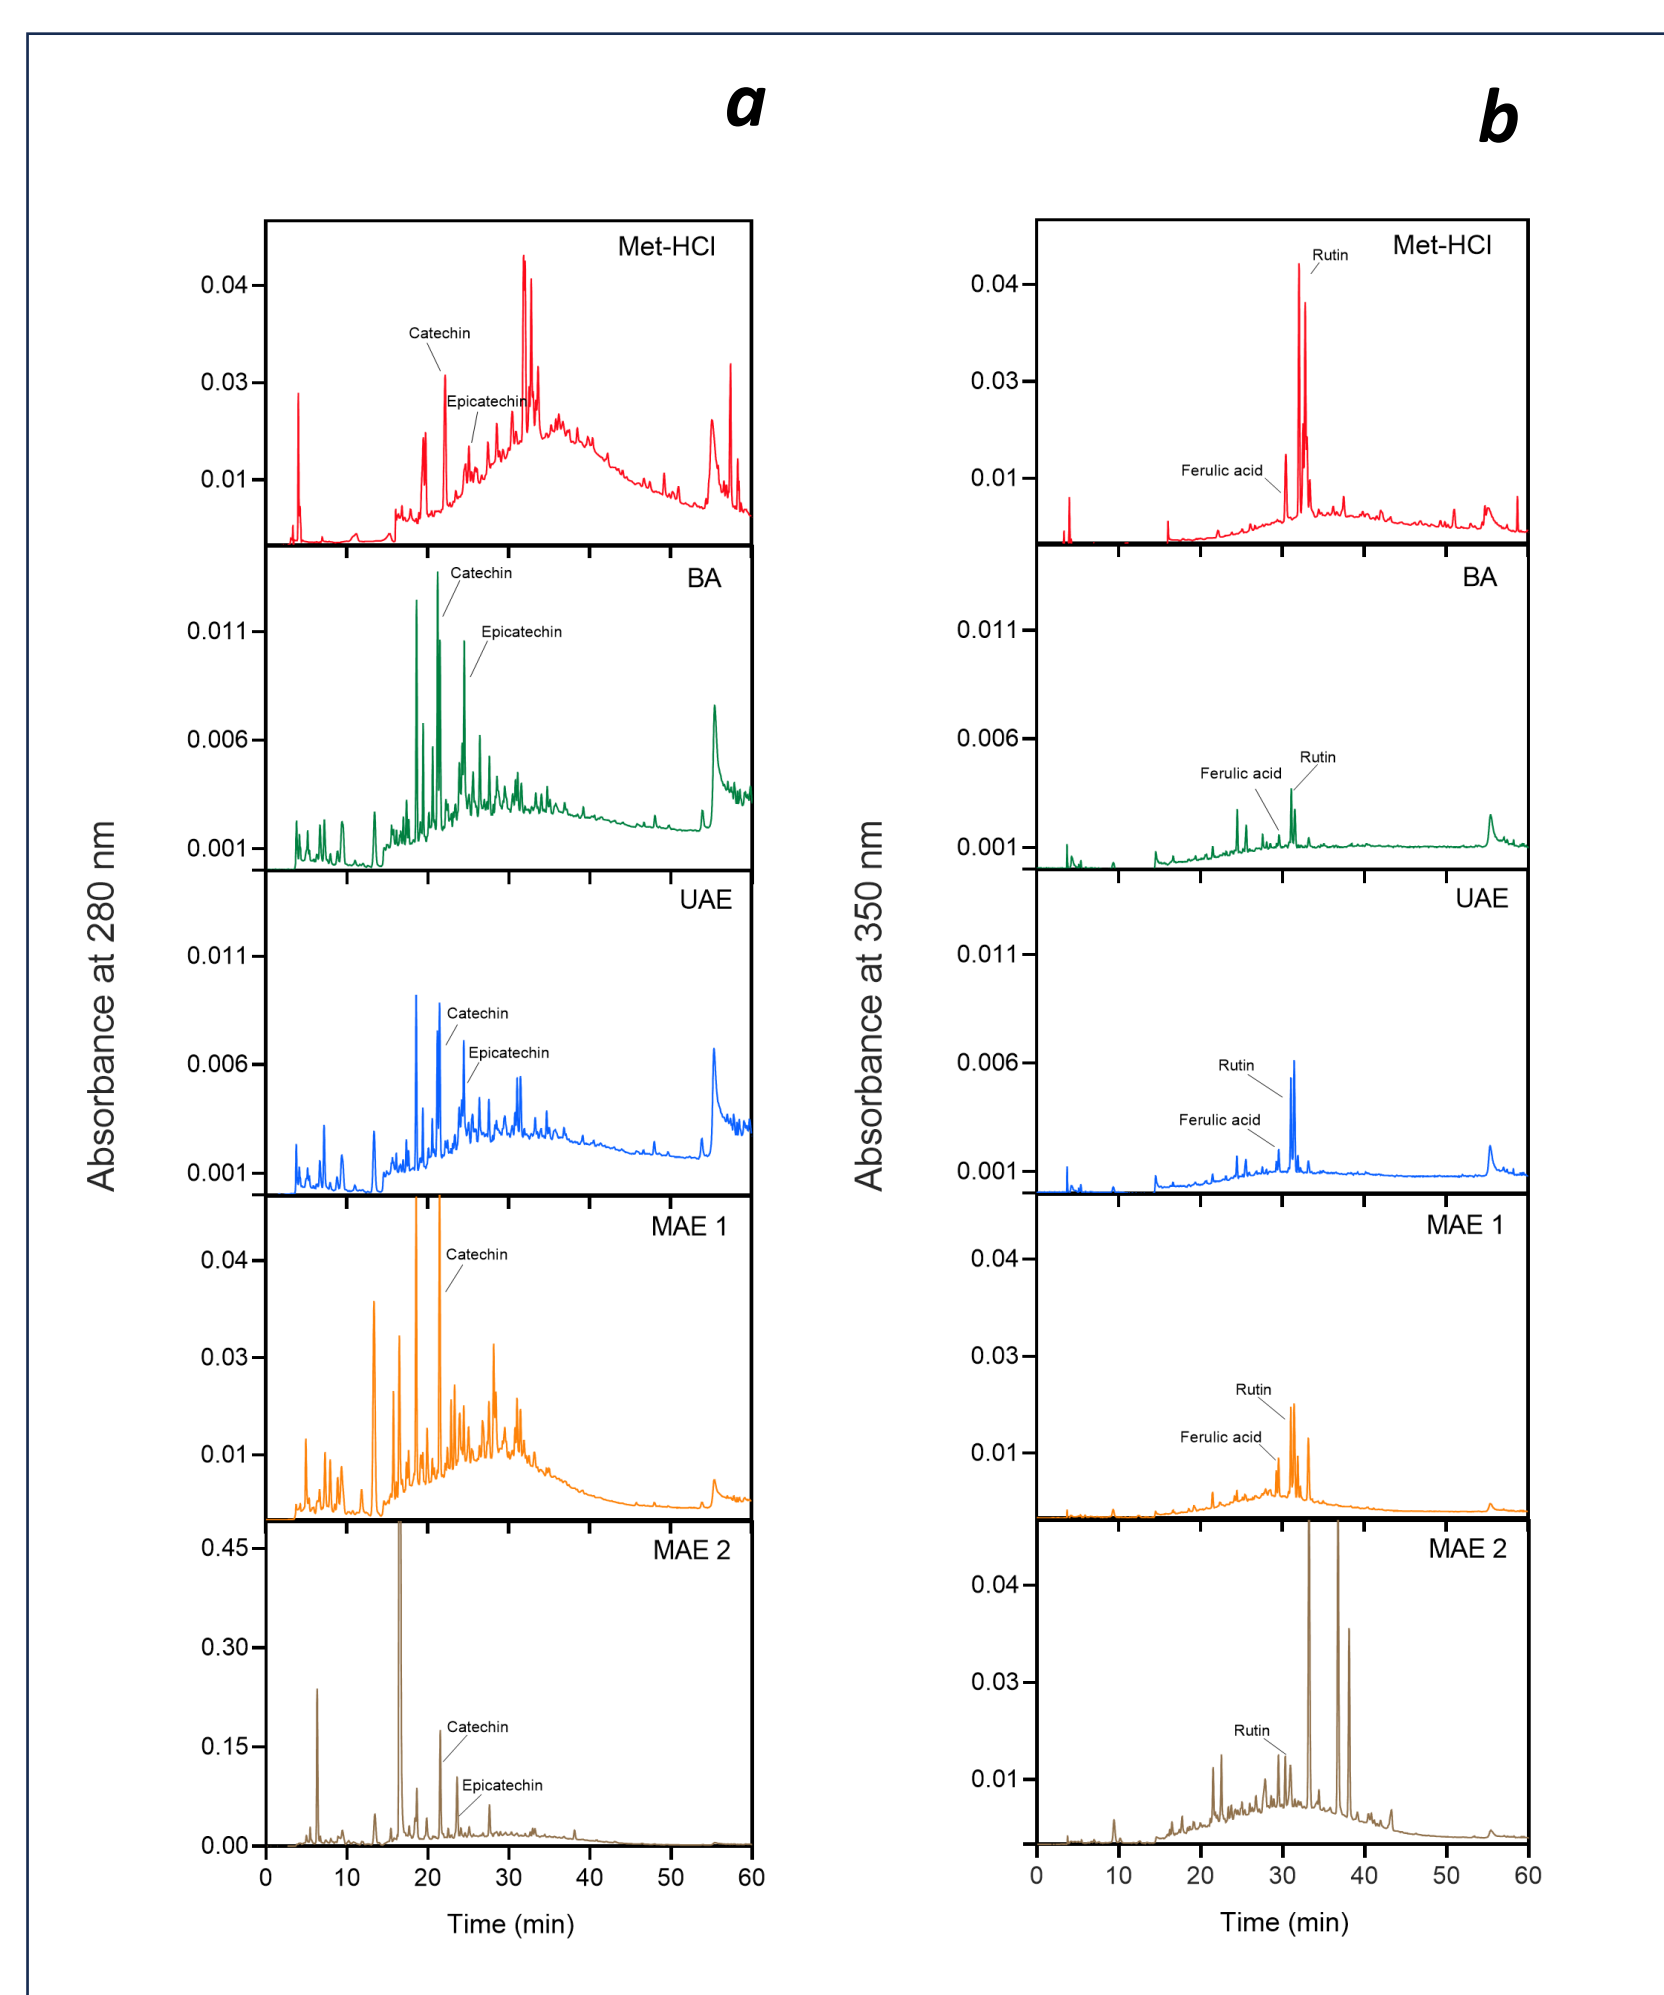 a
b
Absorbance at 280 nm
Met-HCl
0.04
0.03
0.01
Catechin
Epicatechin
BA
0.011
0.006
0.001
Catechin
Epicatechin
UAE
0.011
0.006
0.001
Catechin
Epicatechin
MAE 1
0.04
0.03
0.01
Catechin
MAE 2
0.45
0.30
0.15
0.00
Catechin
Epicatechin
0 10 20 30 40 50 60
Time (min)
Absorbance at 350 nm
Met-HCl
0.04
0.03
0.01
Rutin
Ferulic acid
BA
0.011
0.006
0.001
Rutin
Ferulic acid
UAE
0.011
0.006
0.001
Rutin
Ferulic acid
MAE 1
0.04
0.03
0.01
Rutin
Ferulic acid
MAE 2
0.04
0.03
0.01
Rutin
0 10 20 30 40 50 60
Time (min)